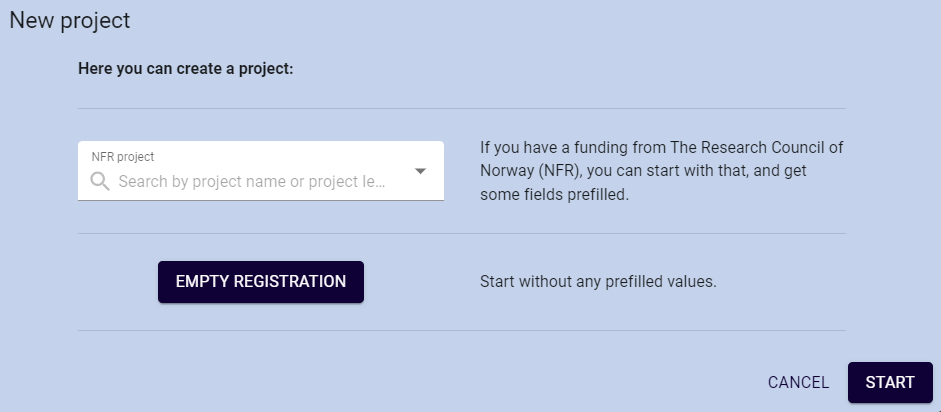 New project
Here you can create a project:
NFR project
Search by project name or project le...
If you have a funding from The Research Council of
Norway (NFR), you can start with that, and get
some fields prefilled.
EMPTY REGISTRATION
Start without any prefilled values.
CANCEL
START